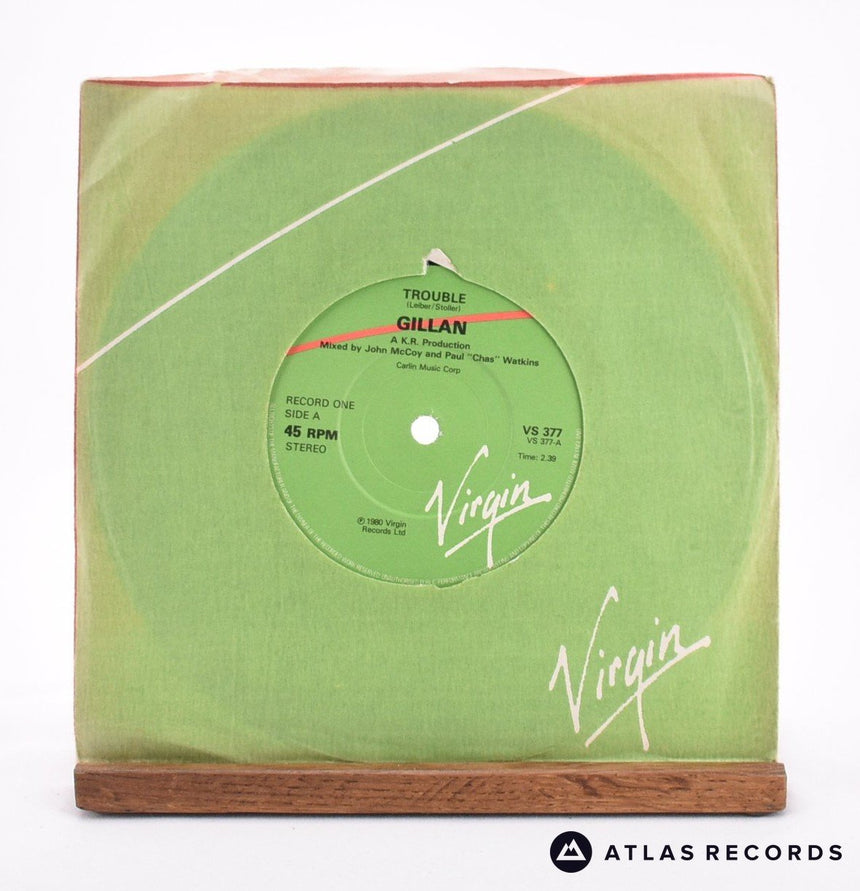 TROUBLE
(Leiber/Stoller)
GILLAN
A K.R. Production
Mixed by John McCoy and Paul "Chas" Watkins
Carlin Music Corp
RECORD ONE
SIDE A
45 RPM
STEREO
VS 377
VS 377-A
Time: 2.39
Virgin
℗ 1980 Virgin
Records Ltd
Virgin
ATLAS RECORDS